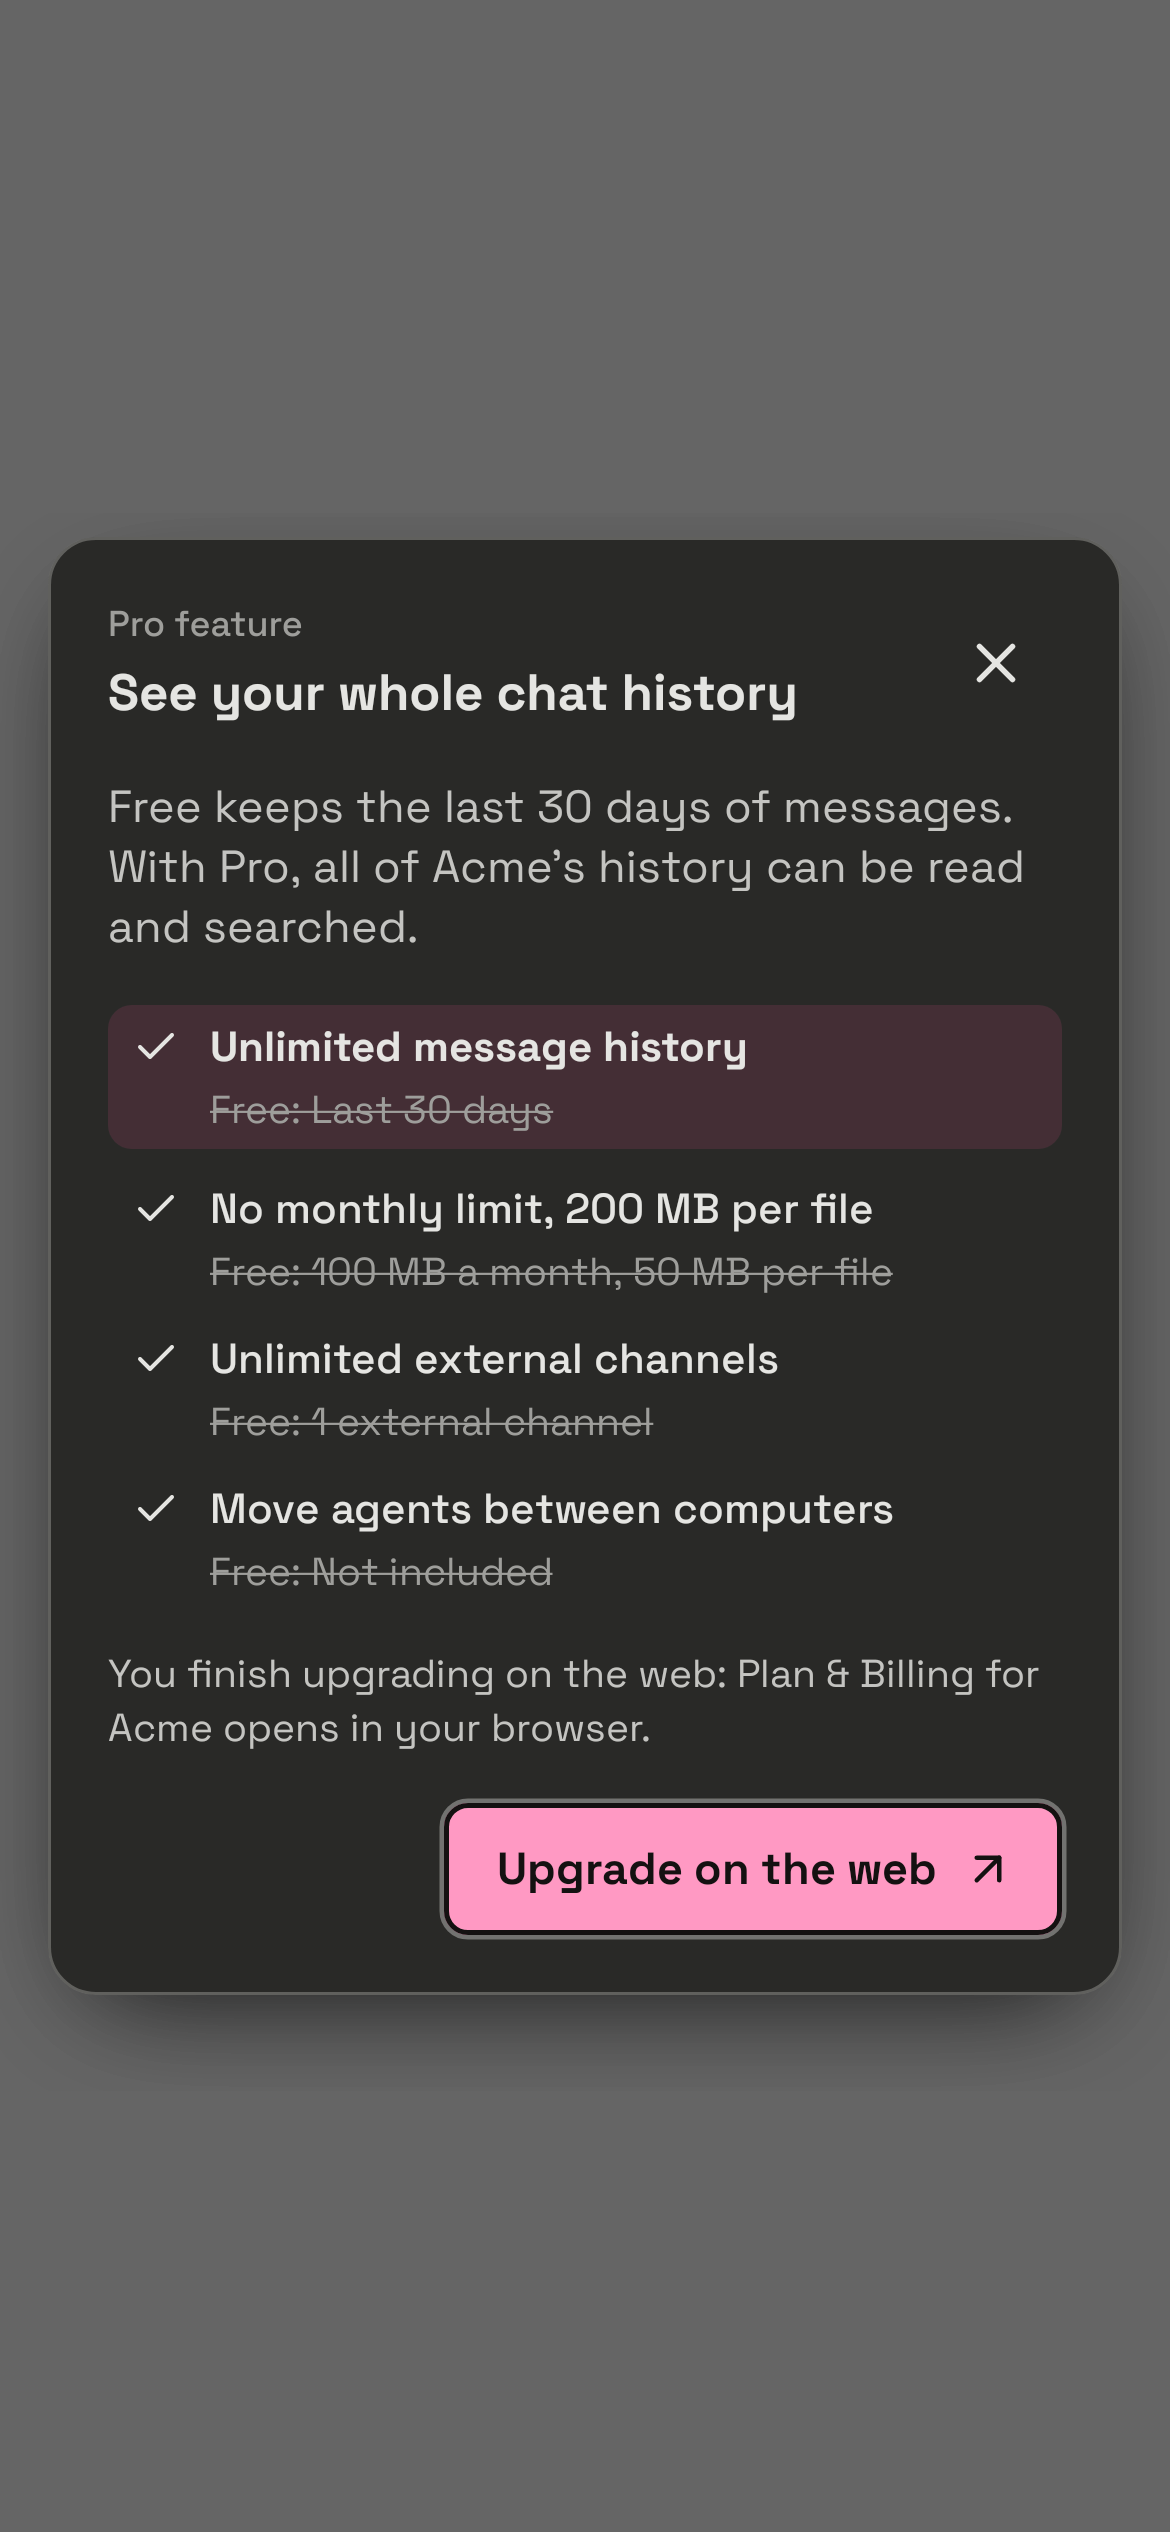 Pro feature
See your whole chat history
Free keeps the last 30 days of messages.
With Pro, all of Acme’s history can be read
and searched.
Unlimited message history
Free: Last 30 days
No monthly limit, 200 MB per file
Free: 100 MB a month, 50 MB per file
Unlimited external channels
Free: 1 external channel
Move agents between computers
Free: Not included
You finish upgrading on the web: Plan & Billing for
Acme opens in your browser.
Upgrade on the web